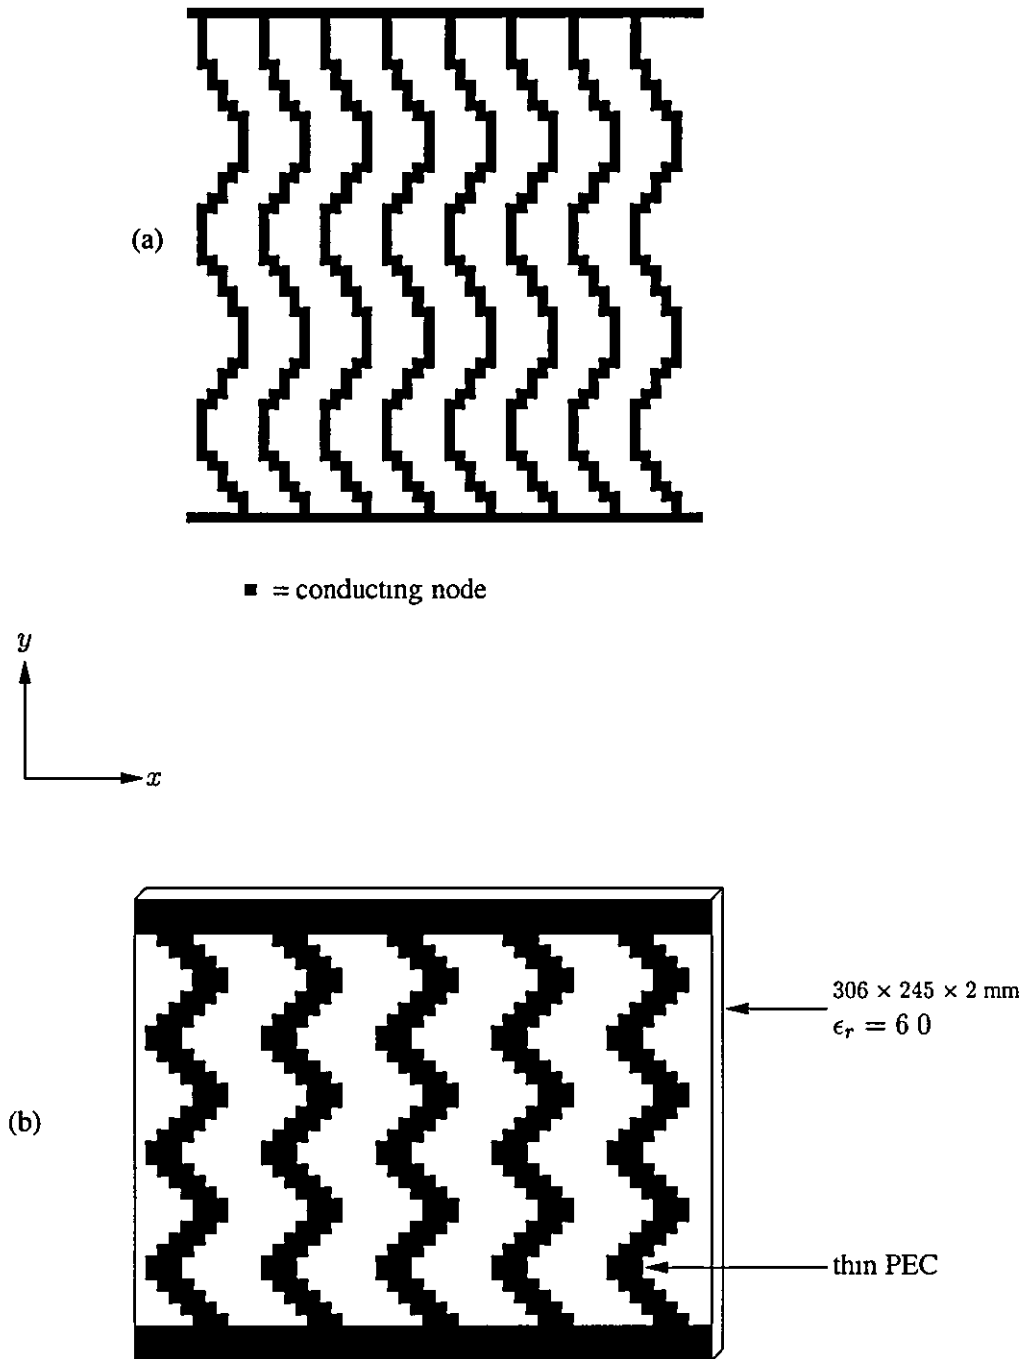 (a)
■ = conducting node
y
x
306 × 245 × 2 mm
ϵᵣ = 6 0
(b)
thin PEC